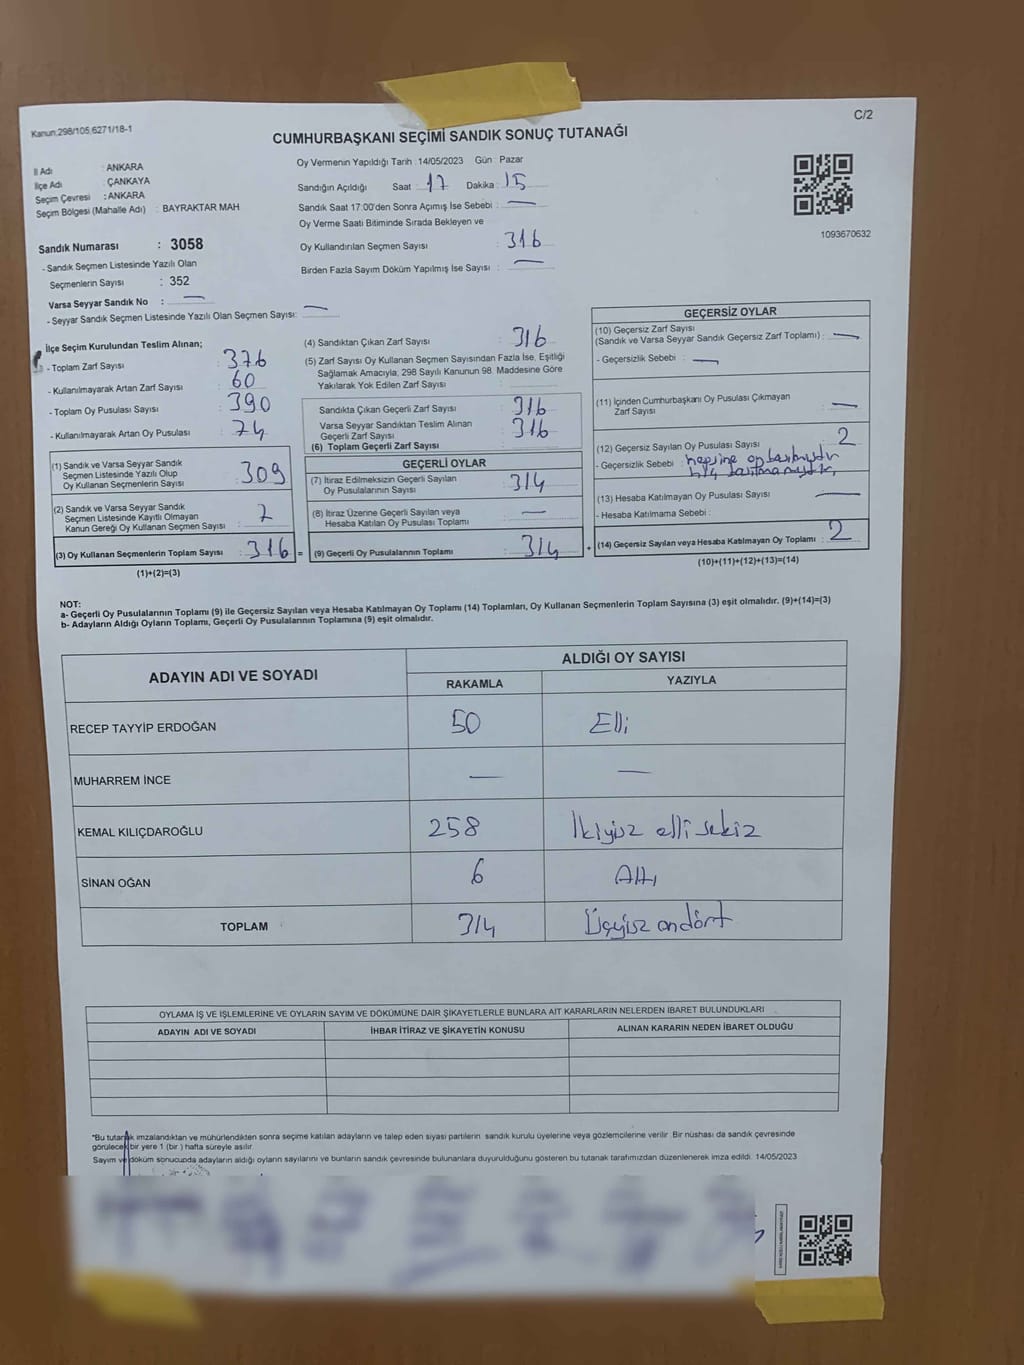 Kanun:298/105,6271/18-1
C/2
CUMHURBAŞKANI SEÇİMİ SANDIK SONUÇ TUTANAĞI
İl Adı : ANKARA
İlçe Adı : ÇANKAYA
Seçim Çevresi : ANKARA
Seçim Bölgesi (Mahalle Adı) : BAYRAKTAR MAH
Sandık Numarası : 3058
- Sandık Seçmen Listesinde Yazılı Olan
Seçmenlerin Sayısı : 352
Varsa Seyyar Sandık No : —
- Seyyar Sandık Seçmen Listesinde Yazılı Olan Seçmen Sayısı: —
Oy Vermenin Yapıldığı Tarih : 14/05/2023 Gün Pazar
Sandığın Açıldığı Saat : 17 Dakika : 15
Sandık Saat 17:00'den Sonra Açımış İse Sebebi : —
Oy Verme Saati Bitiminde Sırada Bekleyen ve
Oy Kullandırılan Seçmen Sayısı : 316
Birden Fazla Sayım Döküm Yapılmış İse Sayısı : —
1093670632
İlçe Seçim Kurulundan Teslim Alınan;
- Toplam Zarf Sayısı : 376
- Kullanılmayarak Artan Zarf Sayısı : 60
- Toplam Oy Pusulası Sayısı : 390
- Kullanılmayarak Artan Oy Pusulası : 74
(1) Sandık ve Varsa Seyyar Sandık
Seçmen Listesinde Yazılı Olup
Oy Kullanan Seçmenlerin Sayısı : 309
(2) Sandık ve Varsa Seyyar Sandık
Seçmen Listesinde Kayıtlı Olmayan
Kanun Gereği Oy Kullanan Seçmen Sayısı : 7
(3) Oy Kullanan Seçmenlerin Toplam Sayısı : 316 =
(1)+(2)=(3)
(4) Sandıktan Çıkan Zarf Sayısı : 316
(5) Zarf Sayısı Oy Kullanan Seçmen Sayısından Fazla İse, Eşitliği
Sağlamak Amacıyla, 298 Sayılı Kanunun 98. Maddesine Göre
Yakılarak Yok Edilen Zarf Sayısı :
Sandıkta Çıkan Geçerli Zarf Sayısı : 316
Varsa Seyyar Sandıktan Teslim Alınan
Geçerli Zarf Sayısı : 316
(6) Toplam Geçerli Zarf Sayısı :
GEÇERLİ OYLAR
(7) İtiraz Edilmeksizin Geçerli Sayılan
Oy Pusulalarının Sayısı : 314
(8) İtiraz Üzerine Geçerli Sayılan veya
Hesaba Katılan Oy Pusulası Toplamı : —
(9) Geçerli Oy Pusulalarının Toplamı : 314 +
GEÇERSİZ OYLAR
(10) Geçersiz Zarf Sayısı
(Sandık ve Varsa Seyyar Sandık Geçersiz Zarf Toplamı) : —
- Geçersizlik Sebebi : —
(11) İçinden Cumhurbaşkanı Oy Pusulası Çıkmayan
Zarf Sayısı : —
(12) Geçersiz Sayılan Oy Pusulası Sayısı : 2
- Geçersizlik Sebebi : hepsine oy basılmıştır
hiç basılmamıştır,
(13) Hesaba Katılmayan Oy Pusulası Sayısı : —
- Hesaba Katılmama Sebebi :
(14) Geçersiz Sayılan veya Hesaba Katılmayan Oy Toplamı : 2
(10)+(11)+(12)+(13)=(14)
NOT:
a- Geçerli Oy Pusulalarının Toplamı (9) ile Geçersiz Sayılan veya Hesaba Katılmayan Oy Toplamı (14) Toplamları, Oy Kullanan Seçmenlerin Toplam Sayısına (3) eşit olmalıdır. (9)+(14)=(3)
b- Adayların Aldığı Oyların Toplamı, Geçerli Oy Pusulalarının Toplamına (9) eşit olmalıdır.
ADAYIN ADI VE SOYADI ALDIĞI OY SAYISI
RAKAMLA YAZIYLA
RECEP TAYYİP ERDOĞAN 50 Elli
MUHARREM İNCE — —
KEMAL KILIÇDAROĞLU 258 İkiyüz elli sekiz
SİNAN OĞAN 6 Altı
TOPLAM 314 Üçyüz ondört
OYLAMA İŞ VE İŞLEMLERİNE VE OYLARIN SAYIM VE DÖKÜMÜNE DAİR ŞİKAYETLERLE BUNLARA AİT KARARLARIN NELERDEN İBARET BULUNDUKLARI
ADAYIN ADI VE SOYADI İHBAR İTİRAZ VE ŞİKAYETİN KONUSU ALINAN KARARIN NEDEN İBARET OLDUĞU
*Bu tutanak imzalandıktan ve mühürlendikten sonra seçime katılan adayların ve talep eden siyasi partilerin sandık kurulu üyelerine veya gözlemcilerine verilir. Bir nüshası da sandık çevresinde
görülecek bir yere 1 (bir ) hafta süreyle asılır.
Sayım ve döküm sonucunda adayların aldığı oyların sayılarını ve bunların sandık çevresinde bulunanlara duyurulduğunu gösteren bu tutanak tarafımızdan düzenlenerek imza edildi. 14/05/2023